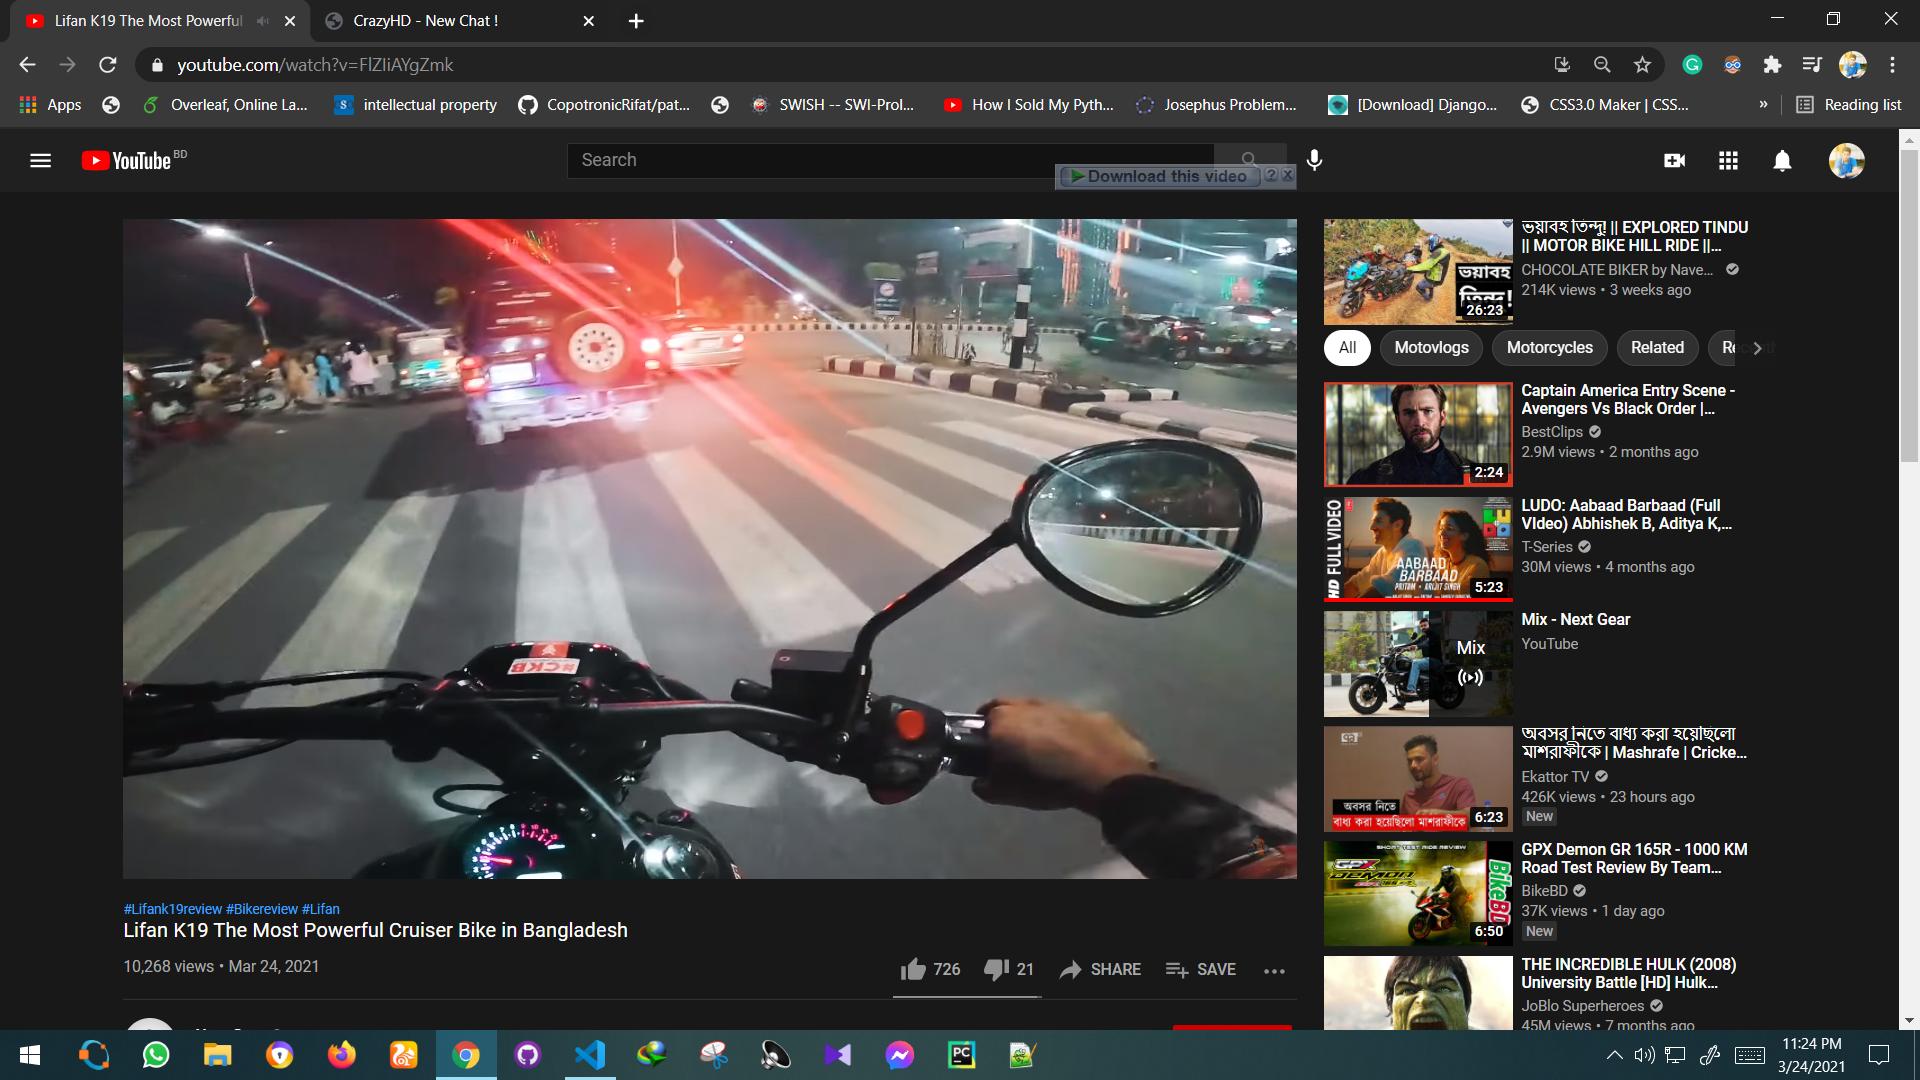 Lifan K19 The Most Powerful
CrazyHD - New Chat !
youtube.com/watch?v=FlZIiAYgZmk
Apps
Overleaf, Online La...
intellectual property
CopotronicRifat/pat...
SWISH -- SWI-Prol...
How I Sold My Pyth...
Josephus Problem...
[Download] Django...
CSS3.0 Maker | CSS...
»
Reading list
YouTube BD
Search
Download this video
#CKB
#Lifank19review #Bikereview #Lifan
Lifan K19 The Most Powerful Cruiser Bike in Bangladesh
10,268 views • Mar 24, 2021
726
21
SHARE
SAVE
ভয়াবহ
তিন্দু!
26:23
ভয়াবহ তিন্দু! || EXPLORED TINDU
|| MOTOR BIKE HILL RIDE ||...
CHOCOLATE BIKER by Nave...
214K views • 3 weeks ago
All
Motovlogs
Motorcycles
Related
2:24
Captain America Entry Scene -
Avengers Vs Black Order |...
BestClips
2.9M views • 2 months ago
HD FULL VIDEO
AABAAD
BARBAAD
PRITAM • ARIJIT SINGH
5:23
LUDO: Aabaad Barbaad (Full
VIdeo) Abhishek B, Aditya K,...
T-Series
30M views • 4 months ago
Mix
Mix - Next Gear
YouTube
অবসর নিতে
বাধ্য করা হয়েছিলো মাশরাফীকে
6:23
অবসর নিতে বাধ্য করা হয়েছিলো
মাশরাফীকে | Mashrafe | Cricke...
Ekattor TV
426K views • 23 hours ago
New
SHORT TEST RIDE REVIEW
GPX
DEMON
BikeBD
6:50
GPX Demon GR 165R - 1000 KM
Road Test Review By Team...
BikeBD
37K views • 1 day ago
New
THE INCREDIBLE HULK (2008)
University Battle [HD] Hulk...
JoBlo Superheroes
45M views • 7 months ago
11:24 PM
3/24/2021